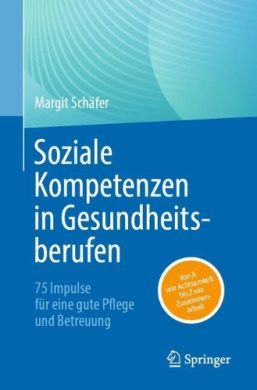 Margit Schäfer
Soziale
Kompetenzen
in Gesundheits-
berufen
75 Impulse
für eine gute Pflege
und Betreuung
Von A
wie Achtsamkeit
bis Z wie
Zusammen-
arbeit
Springer